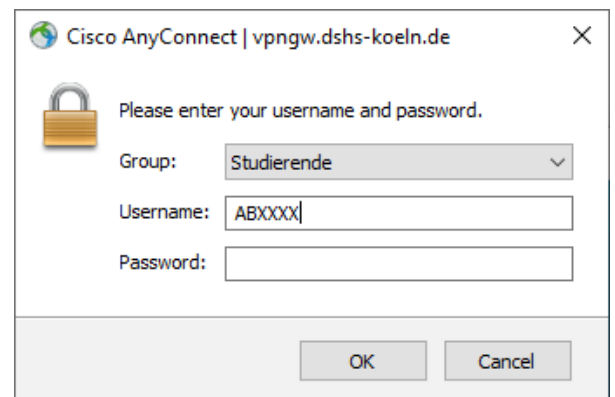 Cisco AnyConnect | vpngw.dshs-koeln.de
Please enter your username and password.
Group: Studierende
Username: ABXXXX
Password:
OK Cancel